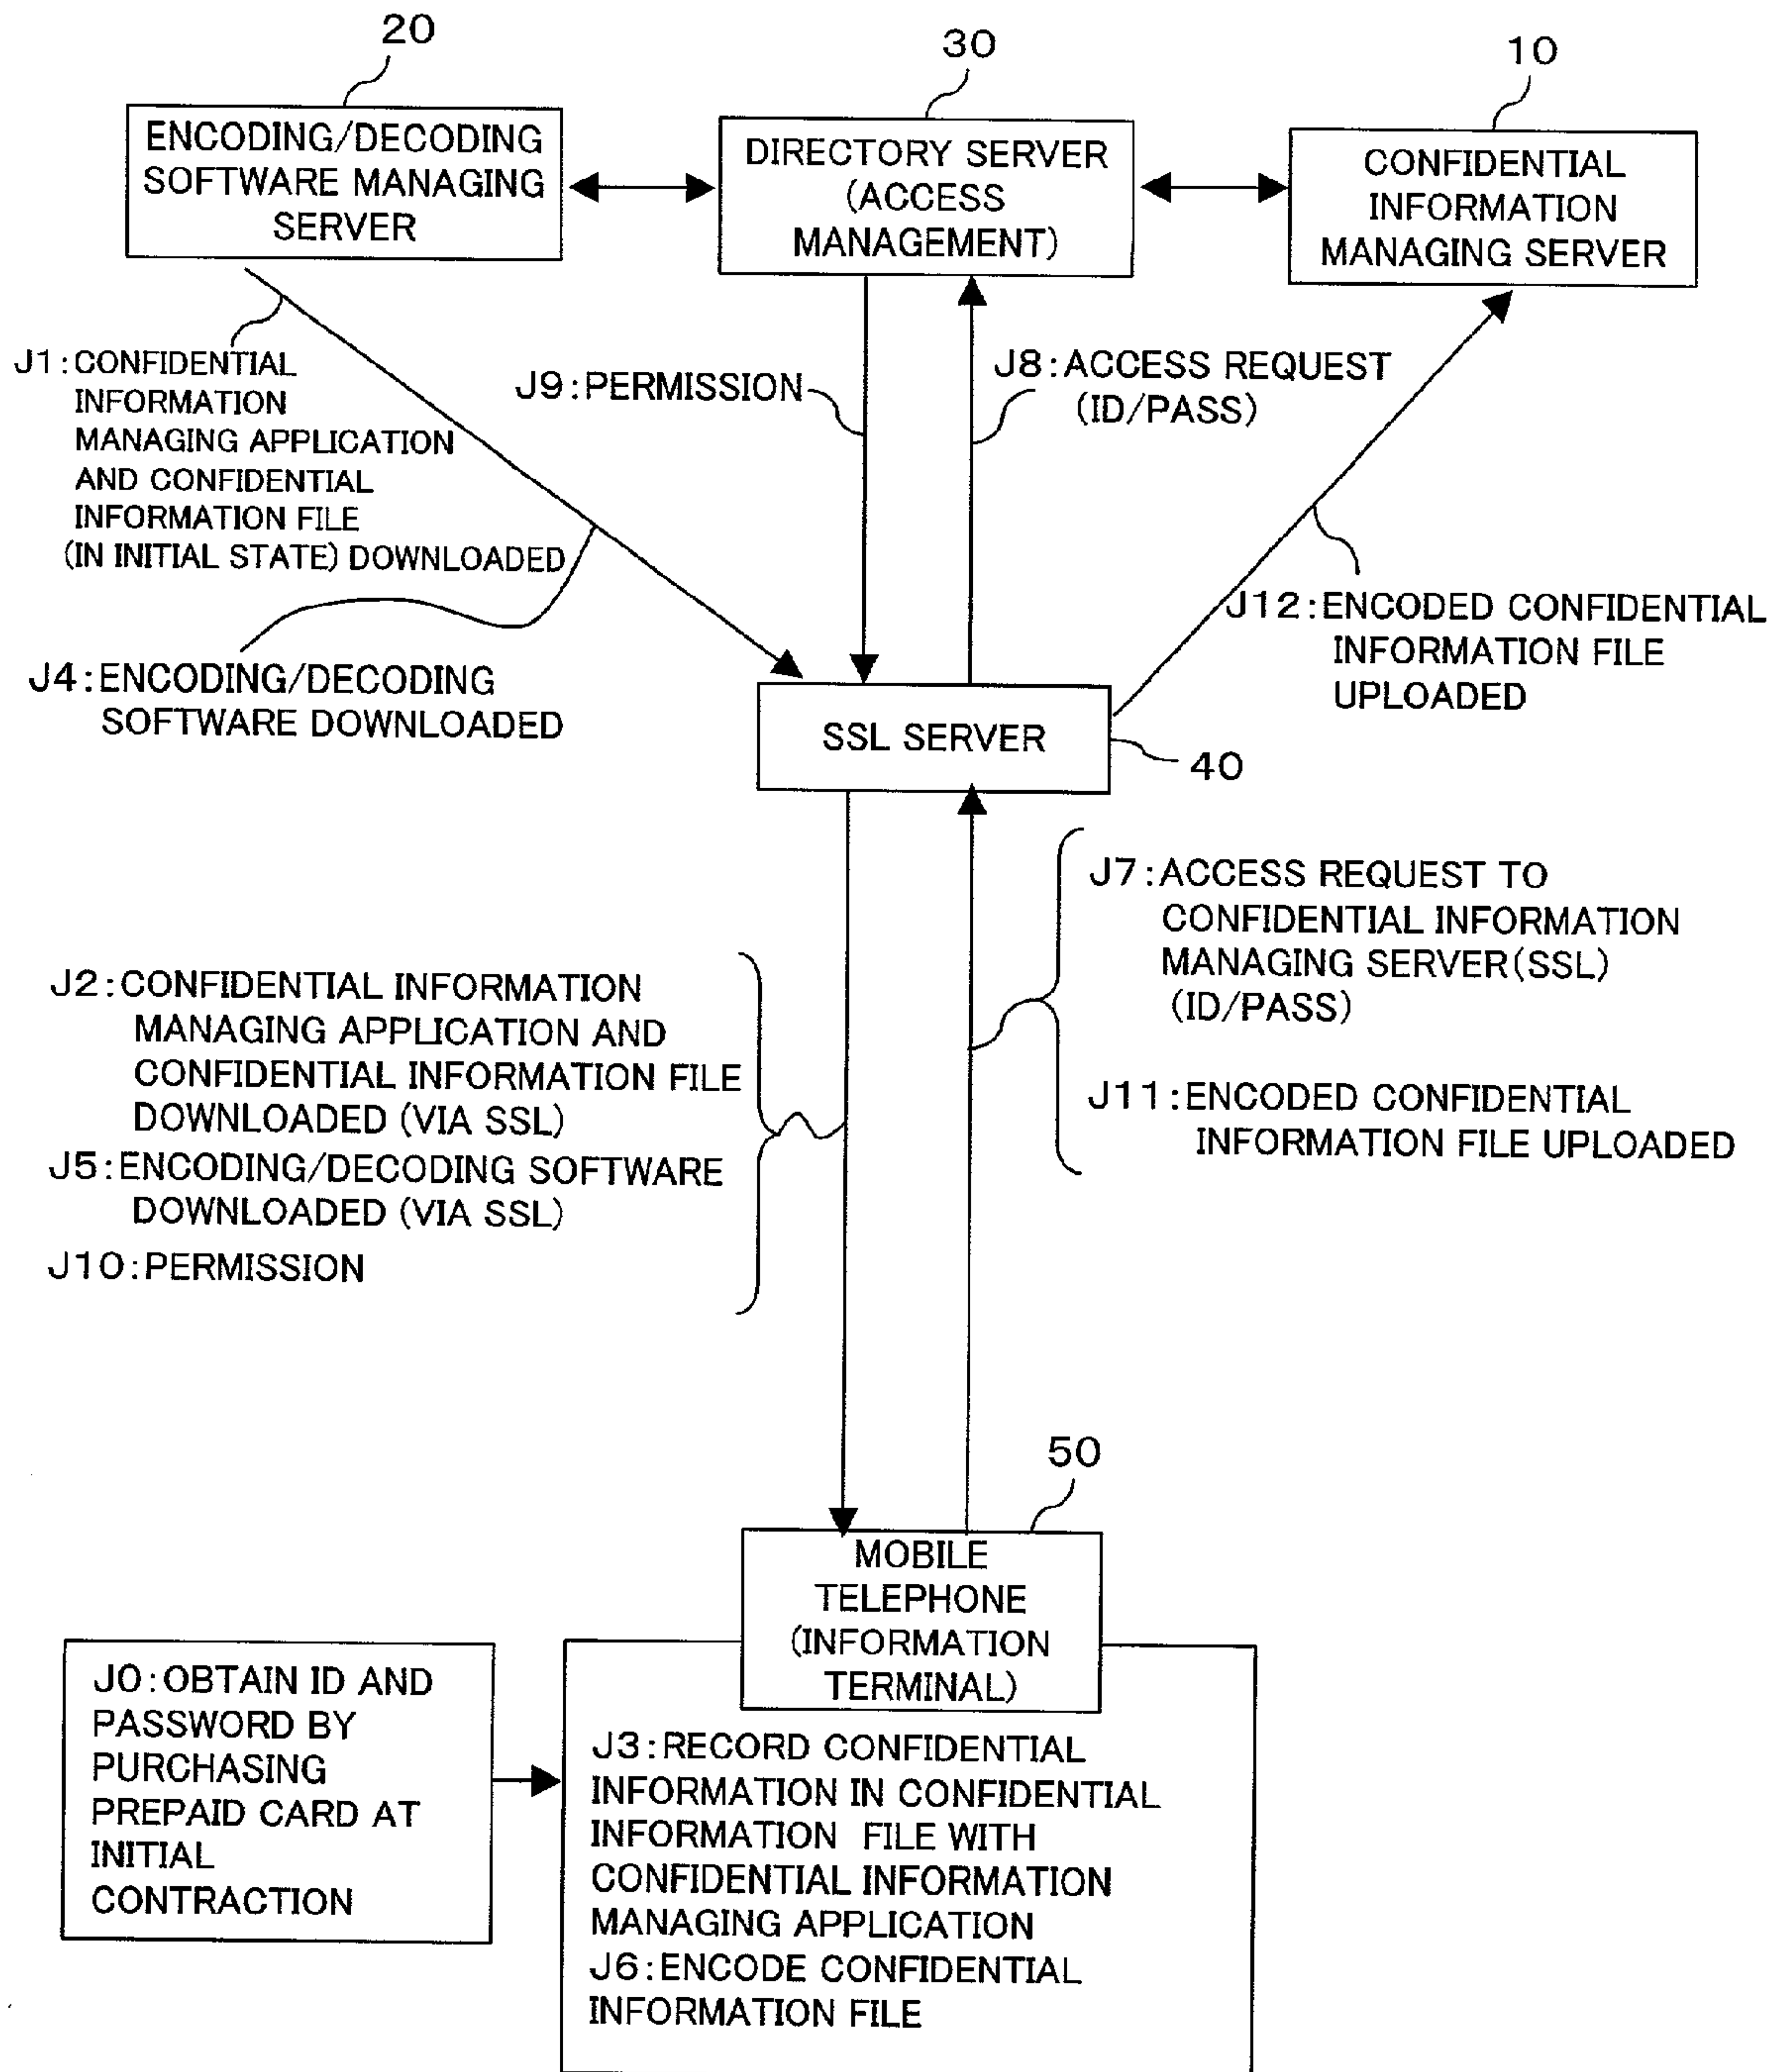 20
30
10
ENCODING/DECODING
SOFTWARE MANAGING
SERVER
DIRECTORY SERVER
(ACCESS
MANAGEMENT)
CONFIDENTIAL
INFORMATION
MANAGING SERVER
J1:CONFIDENTIAL
INFORMATION
MANAGING APPLICATION
AND CONFIDENTIAL
INFORMATION FILE
(IN INITIAL STATE) DOWNLOADED
J9:PERMISSION
J8:ACCESS REQUEST
(ID/PASS)
J12:ENCODED CONFIDENTIAL
INFORMATION FILE
UPLOADED
J4:ENCODING/DECODING
SOFTWARE DOWNLOADED
SSL SERVER
40
J7:ACCESS REQUEST TO
CONFIDENTIAL INFORMATION
MANAGING SERVER(SSL)
(ID/PASS)
J11:ENCODED CONFIDENTIAL
INFORMATION FILE UPLOADED
J2:CONFIDENTIAL INFORMATION
MANAGING APPLICATION AND
CONFIDENTIAL INFORMATION FILE
DOWNLOADED (VIA SSL)
J5:ENCODING/DECODING SOFTWARE
DOWNLOADED (VIA SSL)
J10:PERMISSION
50
MOBILE
TELEPHONE
(INFORMATION
TERMINAL)
J0:OBTAIN ID AND
PASSWORD BY
PURCHASING
PREPAID CARD AT
INITIAL
CONTRACTION
J3:RECORD CONFIDENTIAL
INFORMATION IN CONFIDENTIAL
INFORMATION FILE WITH
CONFIDENTIAL INFORMATION
MANAGING APPLICATION
J6:ENCODE CONFIDENTIAL
INFORMATION FILE